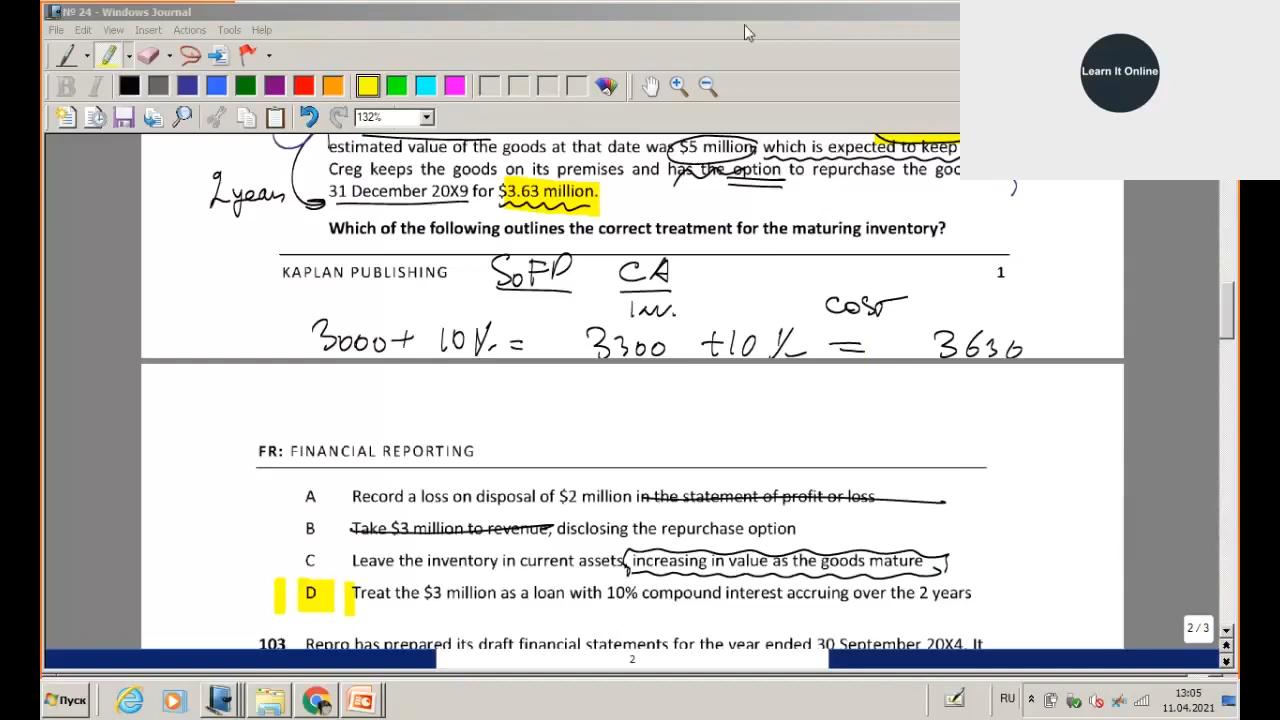 № 24 - Windows Journal
File Edit View Insert Actions Tools Help
Learn It Online
B I
132%
estimated value of the goods at that date was $5 million, which is expected to keep
Creg keeps the goods on its premises and has the option to repurchase the goo
2 years
31 December 20X9 for $3.63 million.
Which of the following outlines the correct treatment for the maturing inventory?
KAPLAN PUBLISHING SoFP CA 1
Inv. cost
3000 + 10% = 3300 + 10% = 3630
FR: FINANCIAL REPORTING
A Record a loss on disposal of $2 million in the statement of profit or loss
B Take $3 million to revenue, disclosing the repurchase option
C Leave the inventory in current assets, increasing in value as the goods mature
D Treat the $3 million as a loan with 10% compound interest accruing over the 2 years
2 / 3
103 Repro has prepared its draft financial statements for the year ended 30 September 20X4. It
2
Пуск RU 13:05
11.04.2021